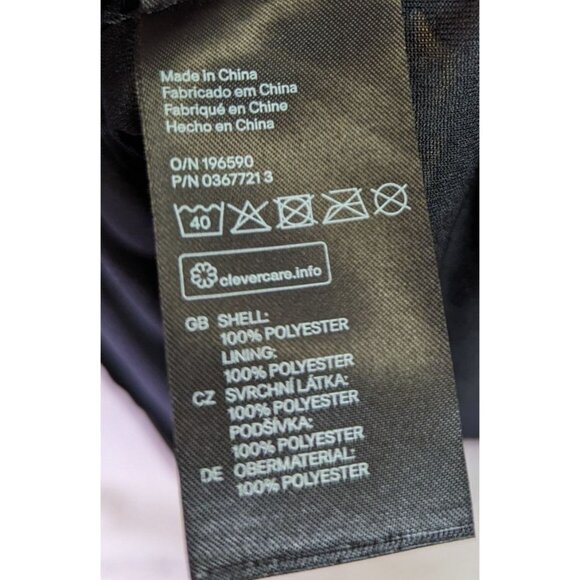 Made in China
Fabricado em China
Fabriqué en Chine
Hecho en China
O/N 196590
P/N 0367721 3
40
clevercare.info
GB SHELL:
100% POLYESTER
LINING:
100% POLYESTER
CZ SVRCHNÍ LÁTKA:
100% POLYESTER
PODŠÍVKA:
100% POLYESTER
DE OBERMATERIAL:
100% POLYESTER